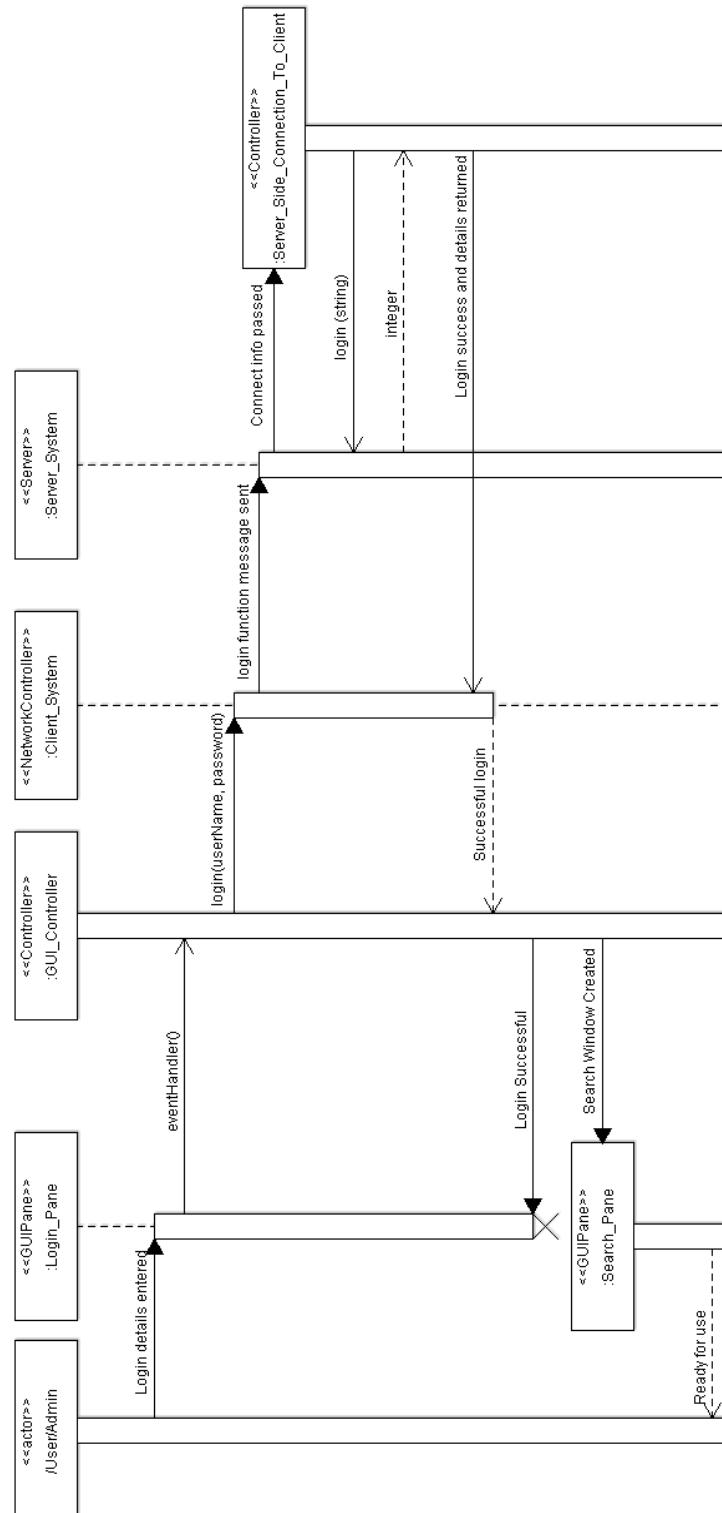 <<actor>>
/User/Admin
<<GUIPane>>
:Login_Pane
<<Controller>>
:GUI_Controller
<<NetworkController>>
:Client_System
<<Server>>
:Server_System
<<Controller>>
:Server_Side_Connection_To_Client
Login details entered
eventHandler()
login(userName, password)
login function message sent
Connect info passed
login (string)
integer
Login success and details returned
Successful login
Login Successful
Search Window Created
<<GUIPane>>
:Search_Pane
Ready for use